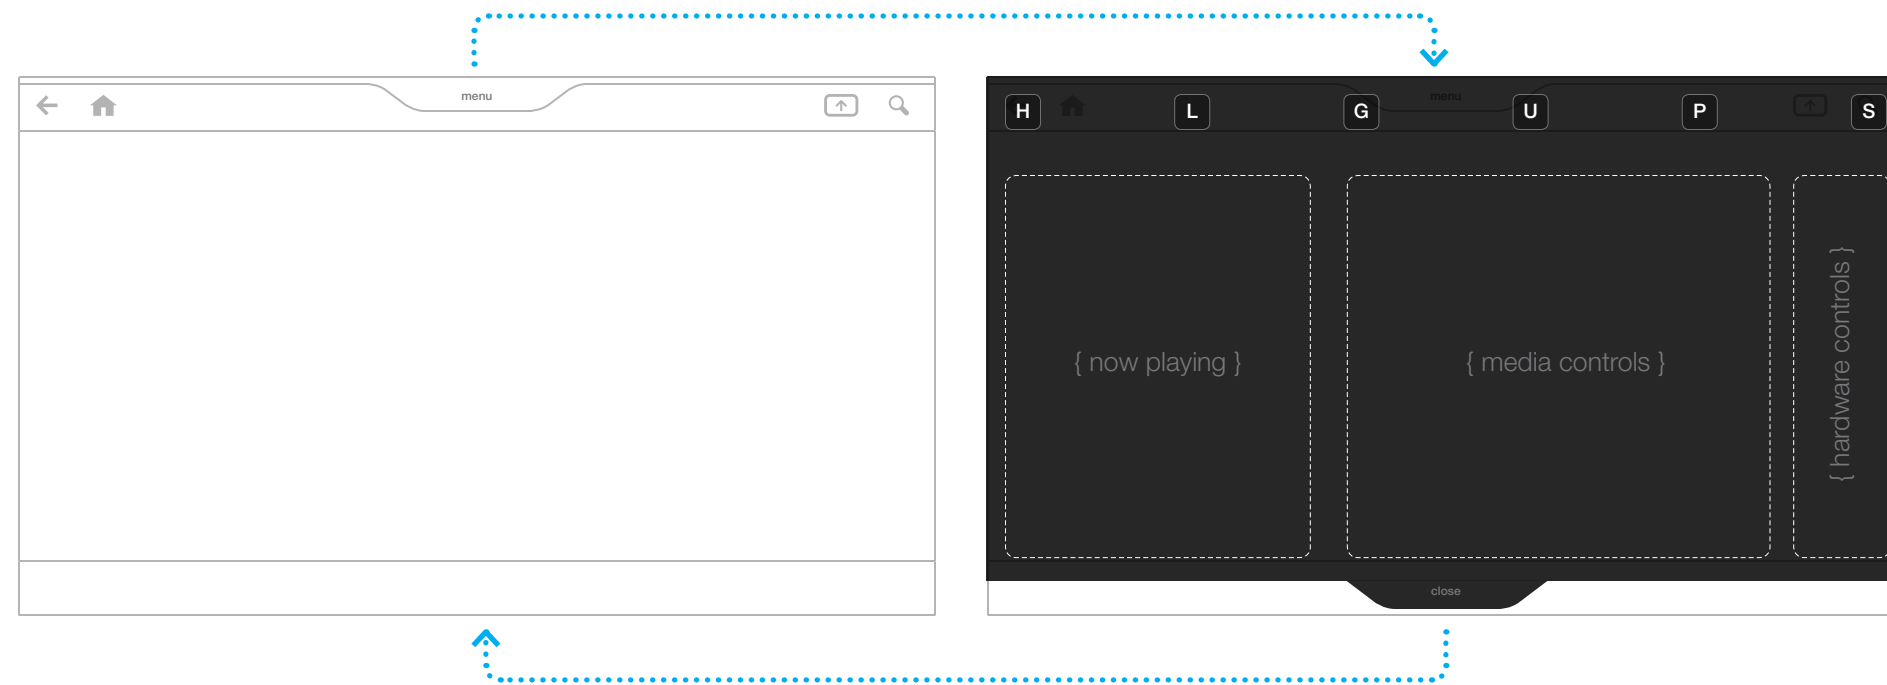 menu
menu
H L G U P S
{ now playing }
{ media controls }
{ hardware controls }
close